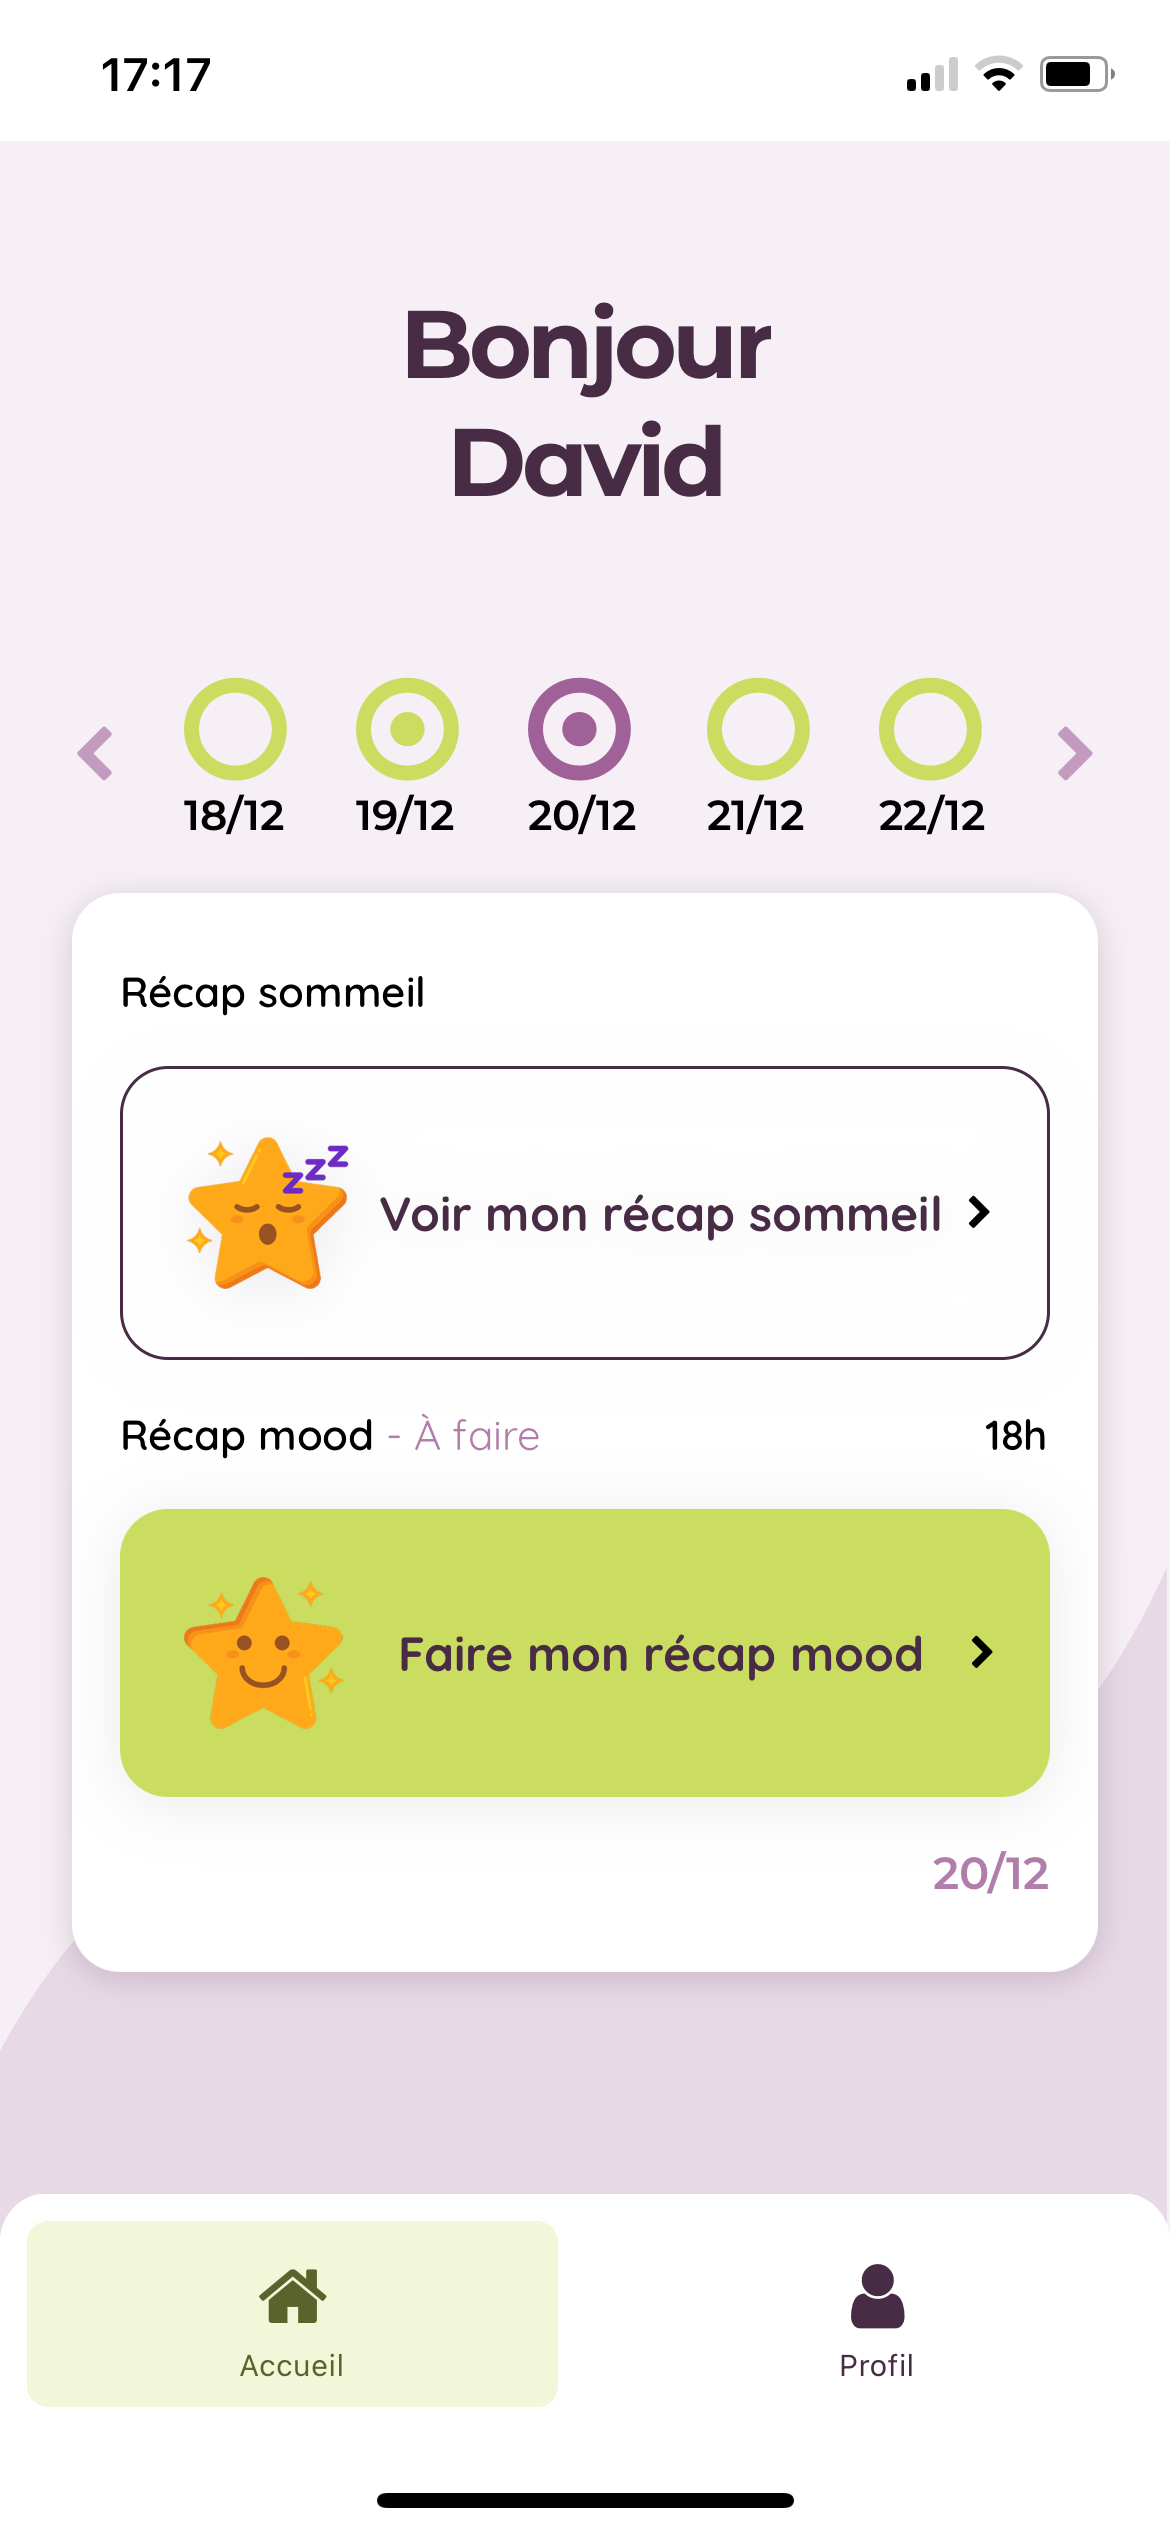 17:17
Bonjour
David
18/12 19/12 20/12 21/12 22/12
Récap sommeil
zzz
Voir mon récap sommeil
Récap mood - À faire 18h
Faire mon récap mood
20/12
Accueil Profil